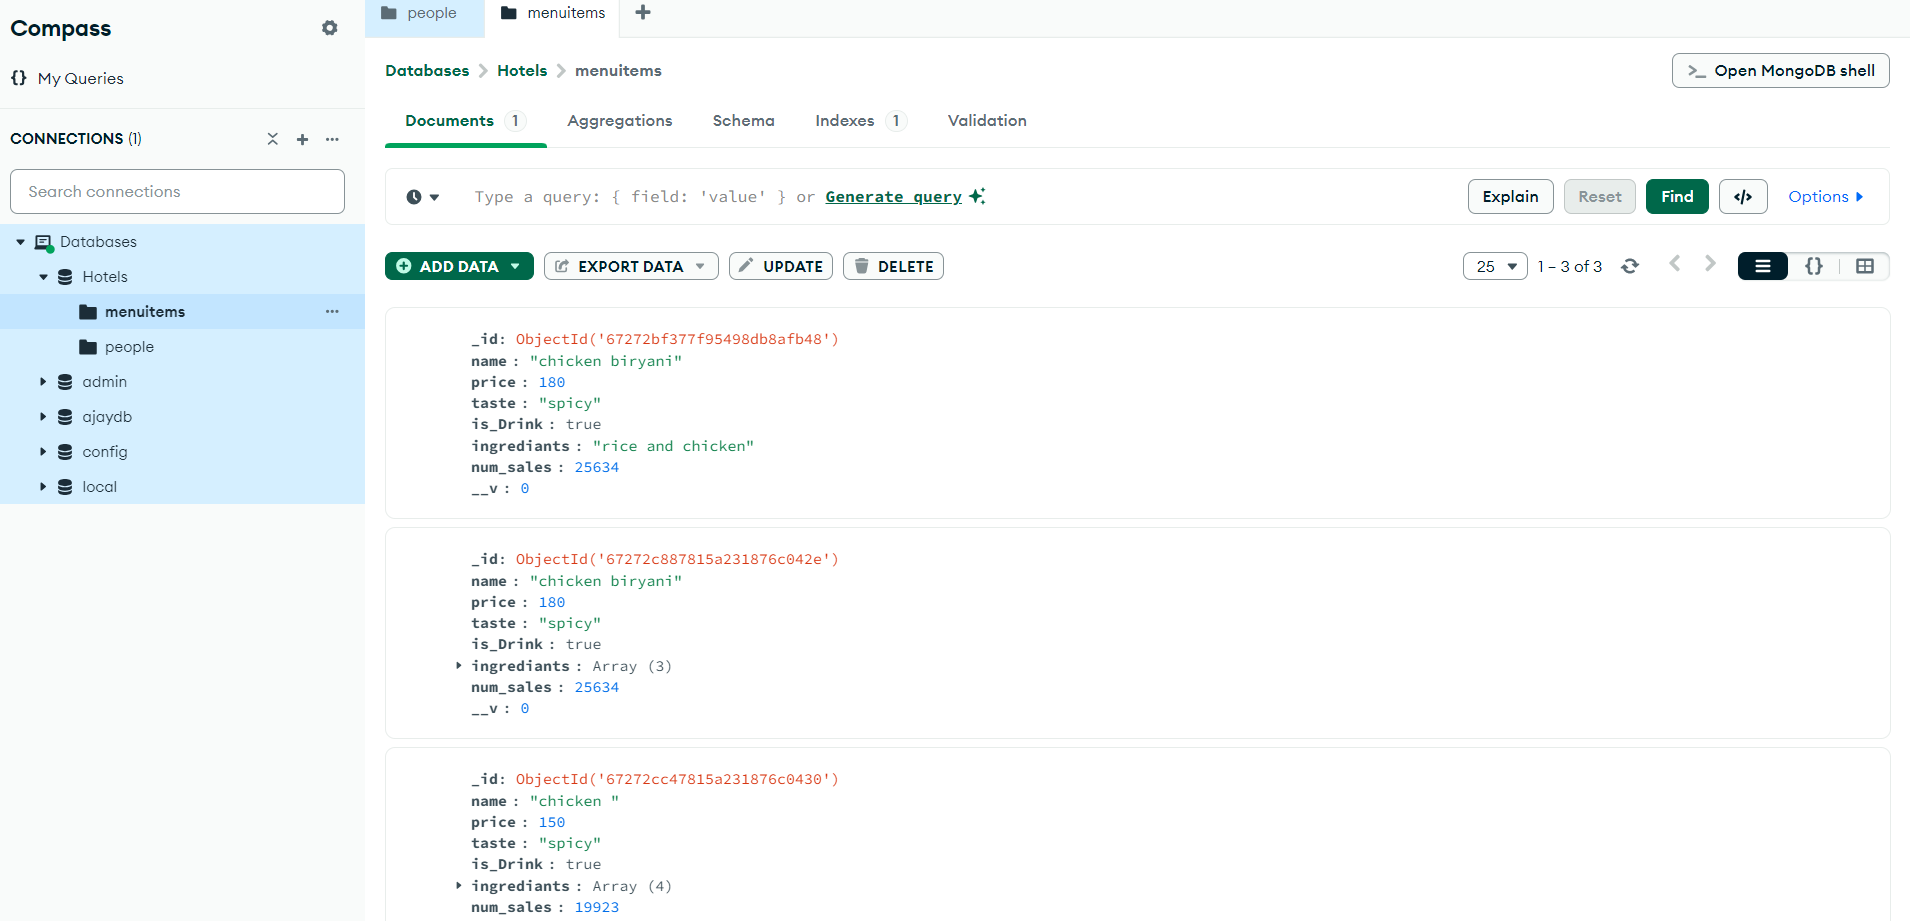 Compass
My Queries
CONNECTIONS (1)
Search connections
Databases
Hotels
menuitems
people
admin
ajaydb
config
local
people
menuitems
Databases > Hotels > menuitems
>_ Open MongoDB shell
Documents 1 Aggregations Schema Indexes 1 Validation
Type a query: { field: 'value' } or Generate query
Explain Reset Find </> Options
ADD DATA EXPORT DATA UPDATE DELETE
25 1 – 3 of 3 {}
_id: ObjectId('67272bf377f95498db8afb48')
name : "chicken biryani"
price : 180
taste : "spicy"
is_Drink : true
ingrediants : "rice and chicken"
num_sales : 25634
__v : 0
_id: ObjectId('67272c887815a231876c042e')
name : "chicken biryani"
price : 180
taste : "spicy"
is_Drink : true
ingrediants : Array (3)
num_sales : 25634
__v : 0
_id: ObjectId('67272cc47815a231876c0430')
name : "chicken "
price : 150
taste : "spicy"
is_Drink : true
ingrediants : Array (4)
num_sales : 19923